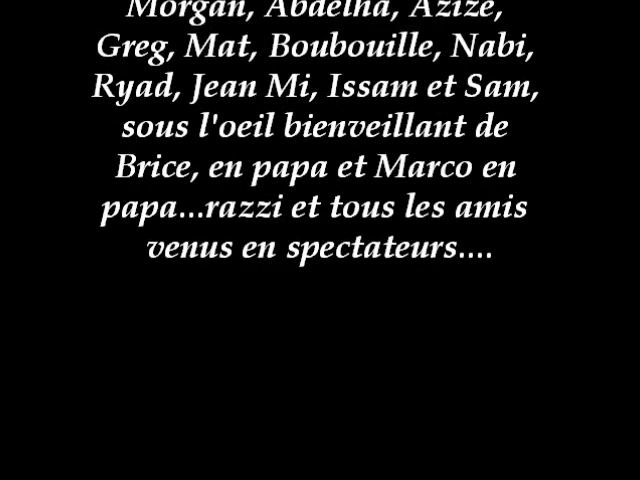 Morgan, Abdelha, Azize,
Greg, Mat, Boubouille, Nabi,
Ryad, Jean Mi, Issam et Sam,
sous l'oeil bienveillant de
Brice, en papa et Marco en
papa...razzi et tous les amis
venus en spectateurs....